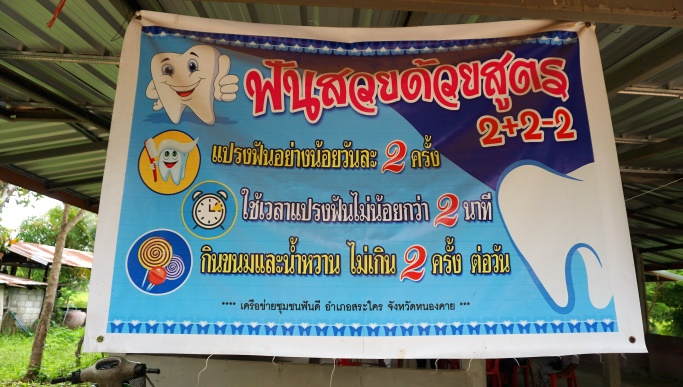 ฟันสวยด้วยสูตร
2+2-2
แปรงฟันอย่างน้อยวันละ 2 ครั้ง
ใช้เวลาแปรงฟันไม่น้อยกว่า 2 นาที
กินขนมและน้ำหวาน ไม่เกิน 2 ครั้ง ต่อวัน
**** เครือข่ายชุมชนฟันดี อำเภอสระใคร จังหวัดหนองคาย ***